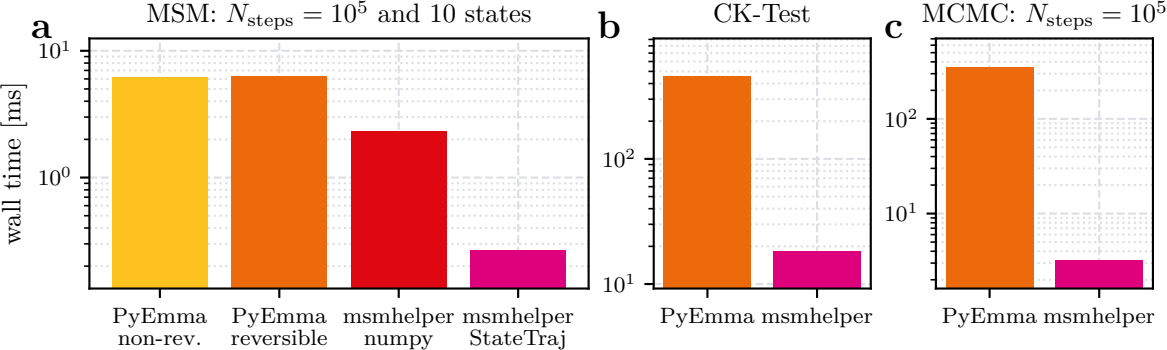 a
MSM: N_steps = 10^5 and 10 states
wall time [ms]
10^1
10^0
PyEmma
non-rev.
PyEmma
reversible
msmhelper
numpy
msmhelper
StateTraj
b
CK-Test
10^2
10^1
PyEmma
msmhelper
c
MCMC: N_steps = 10^5
10^2
10^1
PyEmma
msmhelper